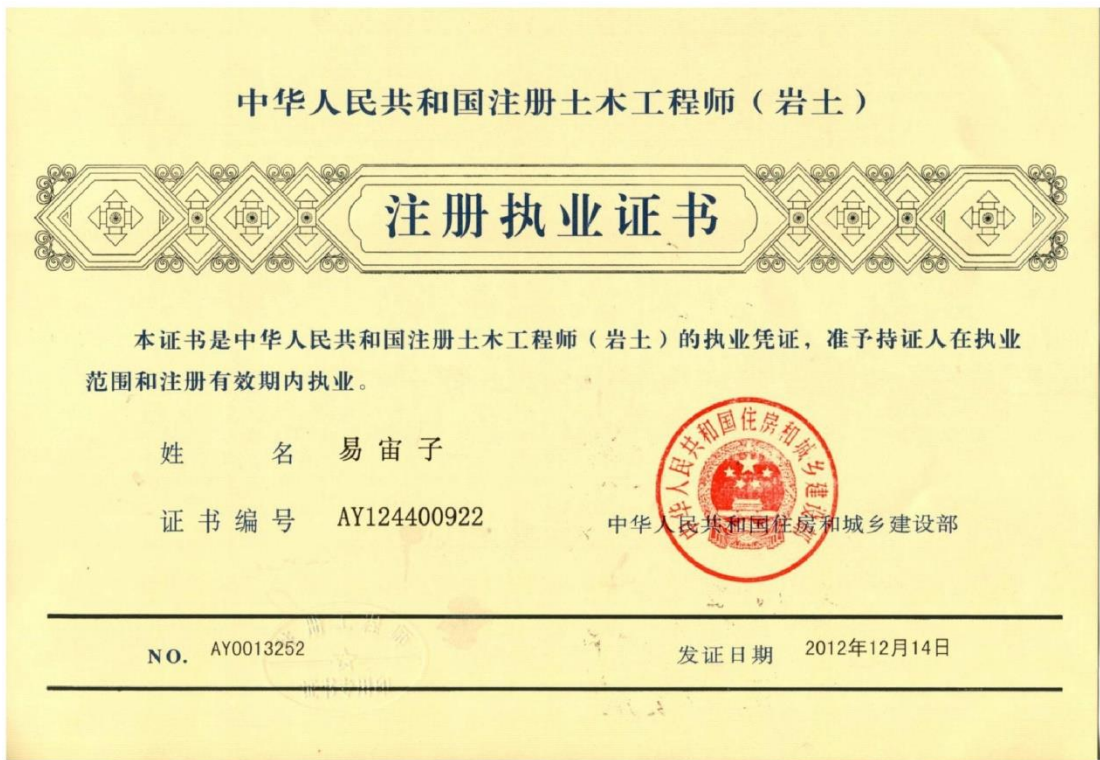 中华人民共和国注册土木工程师（岩土）
注册执业证书
本证书是中华人民共和国注册土木工程师（岩土）的执业凭证，准予持证人在执业
范围和注册有效期内执业。
姓 名 易宙子
证书编号 AY124400922
中华人民共和国住房和城乡建设部
中华人民共和国住房和城乡建设部
NO. AY0013252
发证日期 2012年12月14日